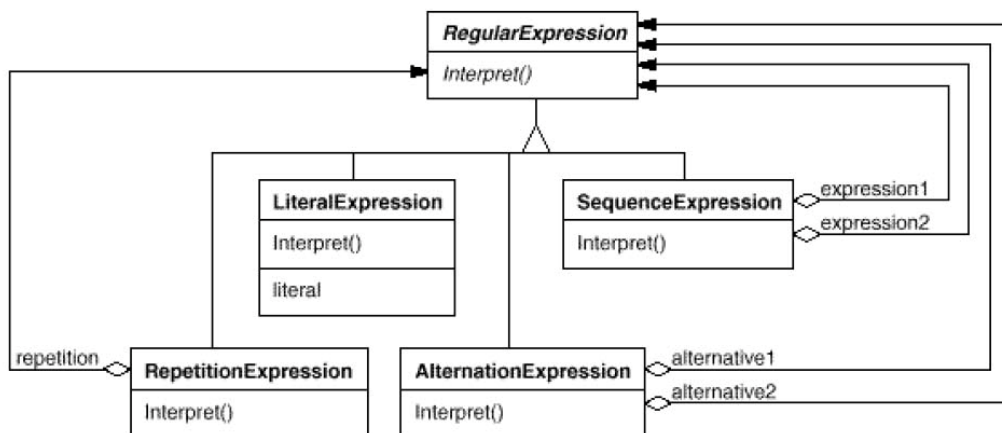 RegularExpression
Interpret()
LiteralExpression
Interpret()
literal
SequenceExpression
Interpret()
expression1
expression2
repetition
RepetitionExpression
Interpret()
AlternationExpression
Interpret()
alternative1
alternative2